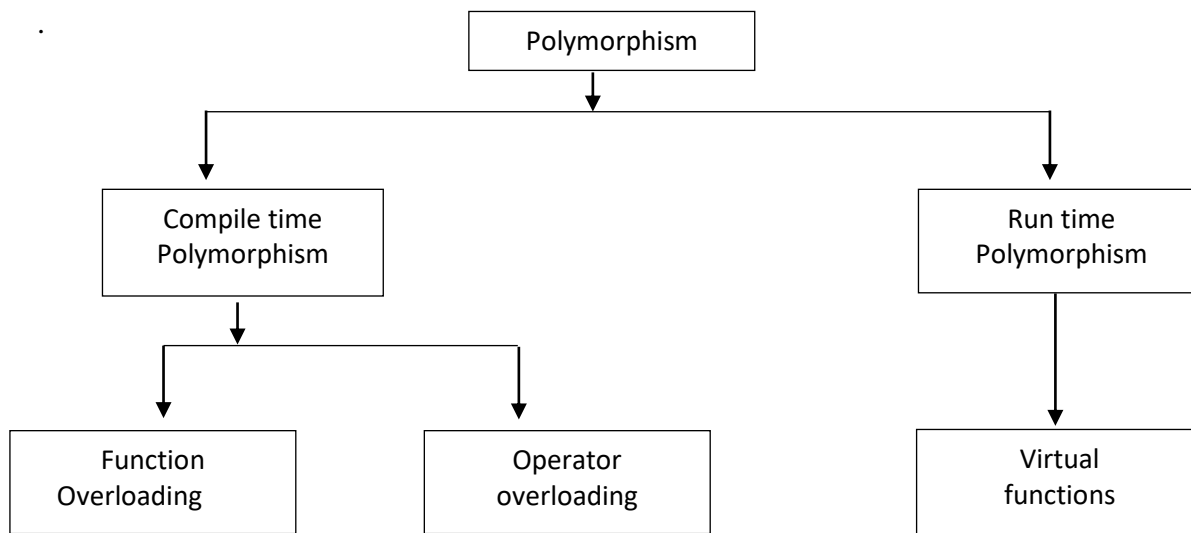 .
Polymorphism
Compile time
Polymorphism
Run time
Polymorphism
Function
Overloading
Operator
overloading
Virtual
functions